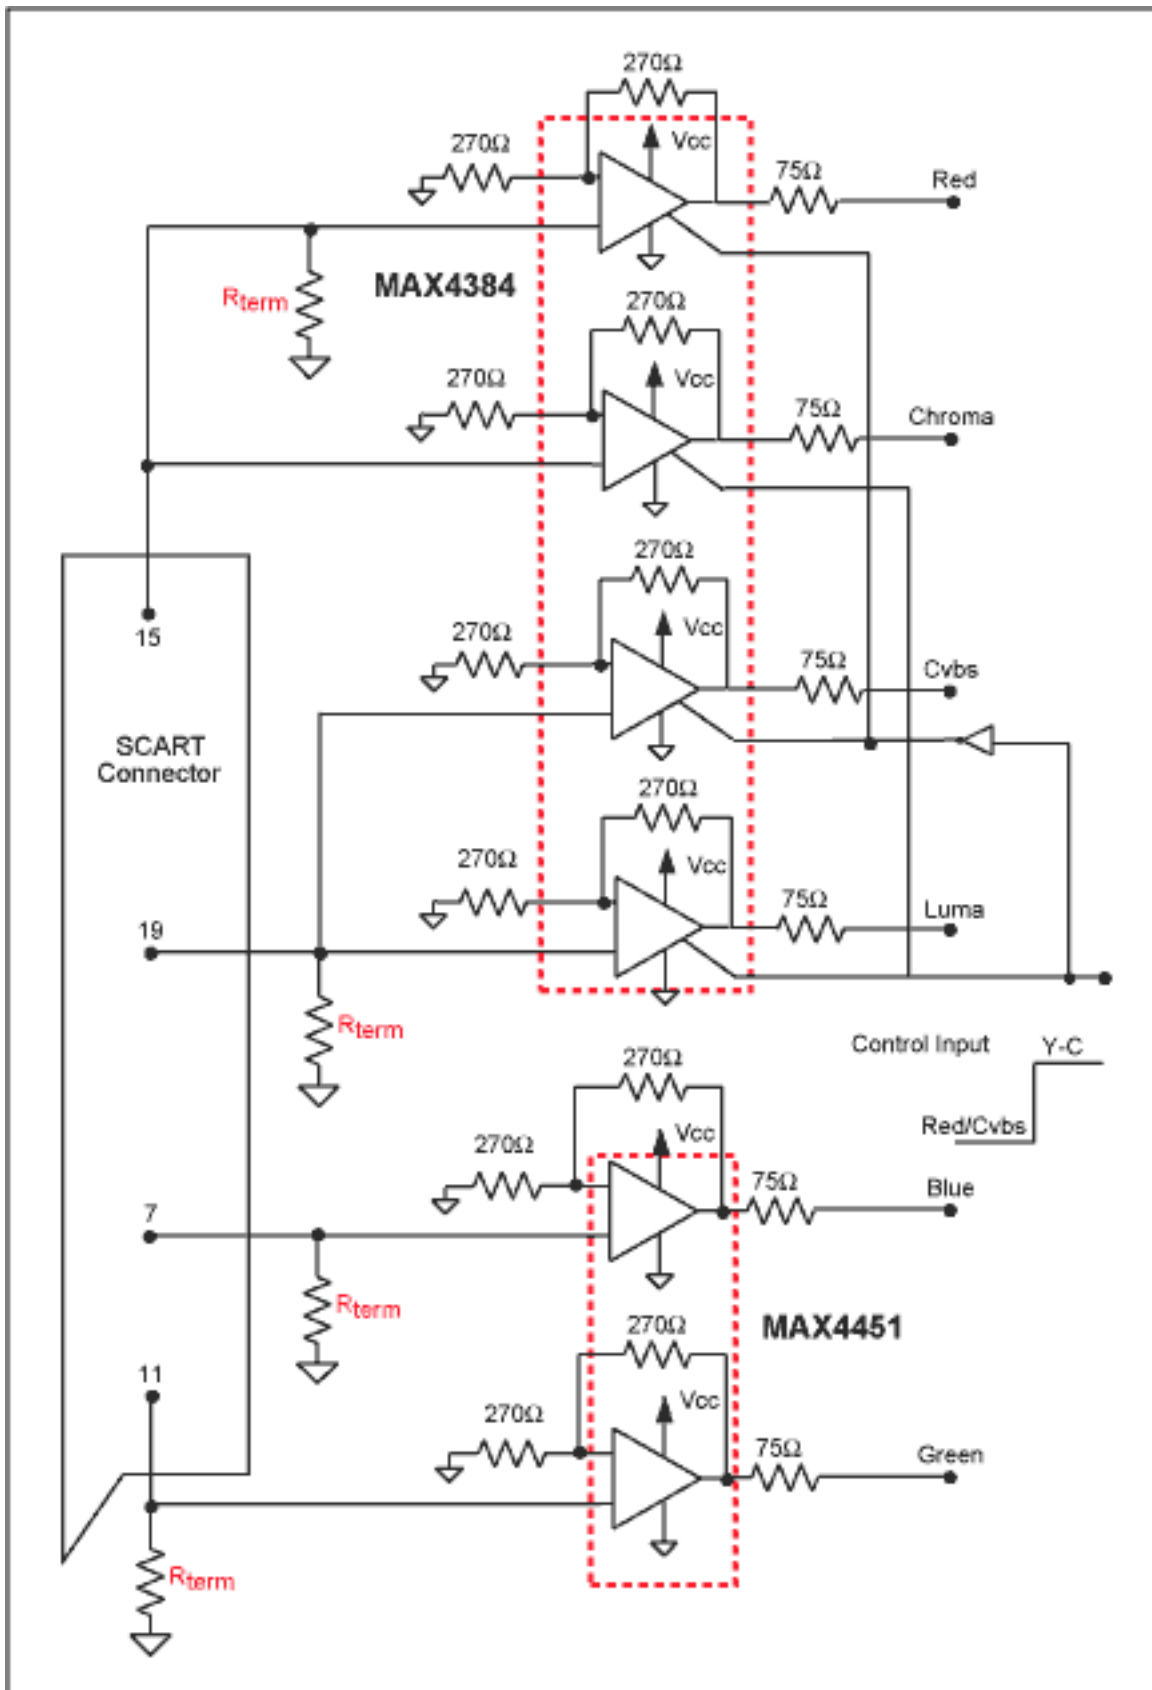 270Ω
270Ω
Vcc
75Ω
Red
MAX4384
Rterm
270Ω
270Ω
Vcc
75Ω
Chroma
270Ω
270Ω
Vcc
75Ω
Cvbs
15
SCART
Connector
270Ω
270Ω
Vcc
75Ω
Luma
19
Rterm
Control Input
Y-C
Red/Cvbs
270Ω
270Ω
Vcc
75Ω
Blue
7
Rterm
MAX4451
270Ω
270Ω
Vcc
75Ω
Green
11
Rterm